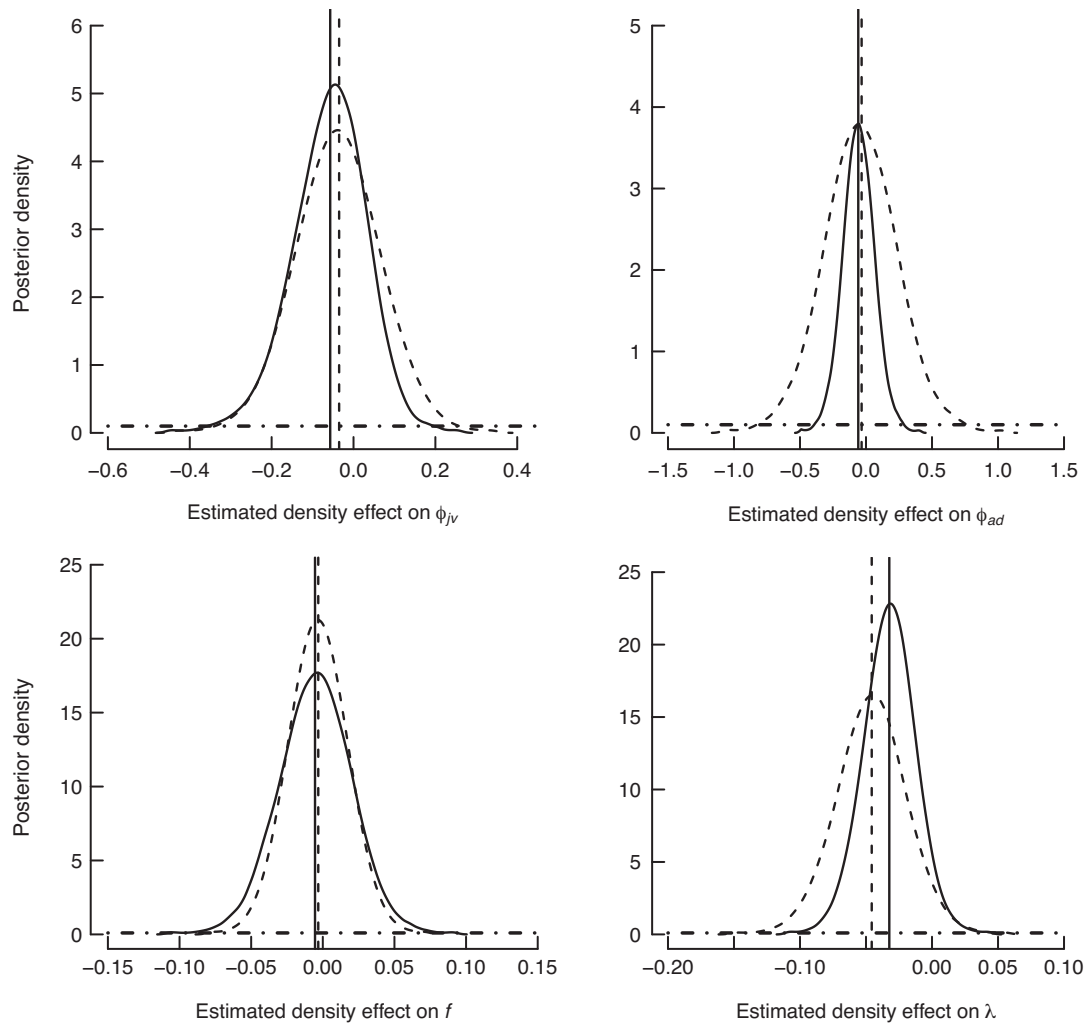 6
5
4
3
2
1
0
Posterior density
−0.6 −0.4 −0.2 0.0 0.2 0.4
Estimated density effect on ϕjv
5
4
3
2
1
0
−1.5 −1.0 −0.5 0.0 0.5 1.0 1.5
Estimated density effect on ϕad
25
20
15
10
5
0
Posterior density
−0.15 −0.10 −0.05 0.00 0.05 0.10 0.15
Estimated density effect on f
25
20
15
10
5
0
−0.20 −0.10 0.00 0.05 0.10
Estimated density effect on λ